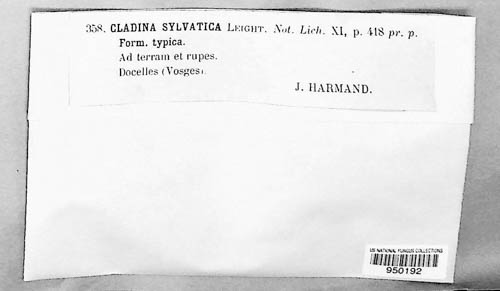 358. CLADINA SYLVATICA LEIGHT. Not. Lich. XI, p. 418 pr. p.
Form. typica.
Ad terram et rupes.
Docelles (Vosges).
J. HARMAND.
US NATIONAL FUNGUS COLLECTIONS
950192